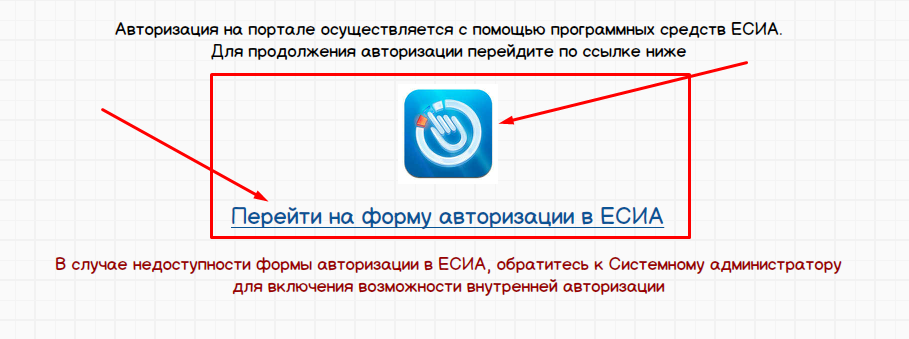 Авторизация на портале осуществляется с помощью программных средств ЕСИА.
Для продолжения авторизации перейдите по ссылке ниже
Перейти на форму авторизации в ЕСИА
В случае недоступности формы авторизации в ЕСИА, обратитесь к Системному администратору
для включения возможности внутренней авторизации